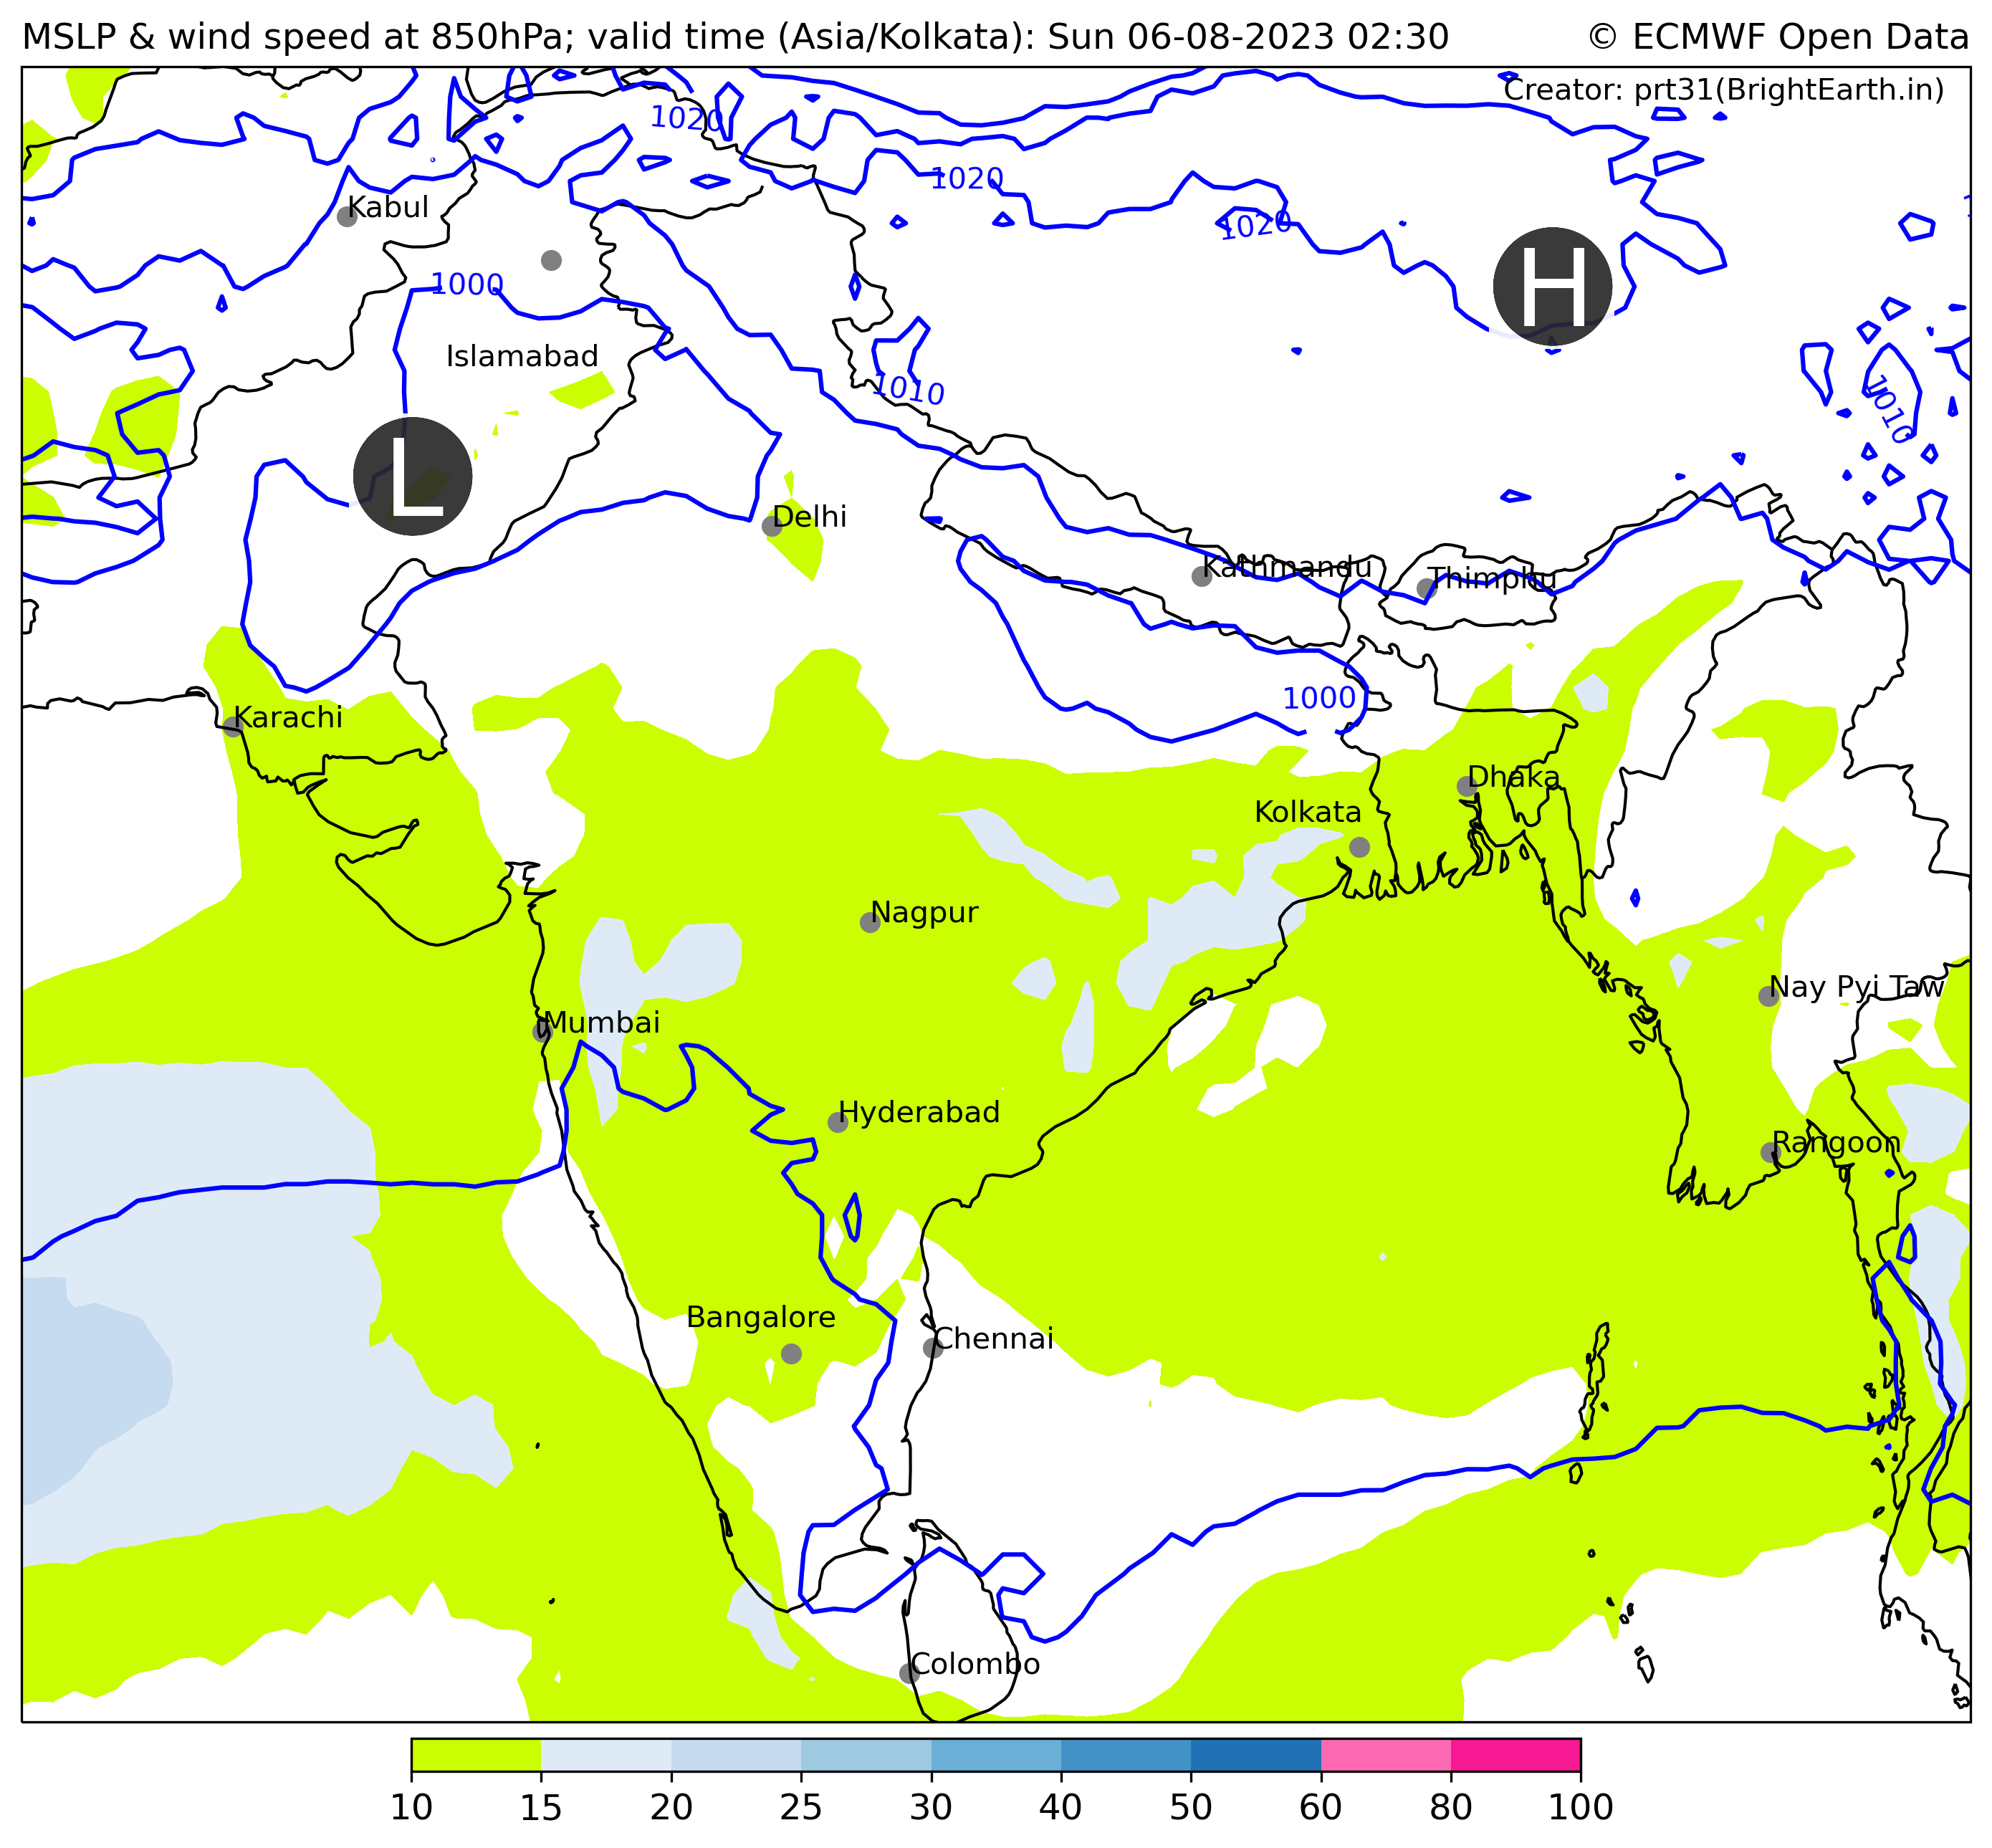 MSLP & wind speed at 850hPa; valid time (Asia/Kolkata): Sun 06-08-2023 02:30
© ECMWF Open Data
Creator: prt31(BrightEarth.in)
1020
1020
Kabul
1020
H
1000
Islamabad
1010
1010
L
Delhi
Kathmandu
Thimphu
1000
Karachi
Dhaka
Kolkata
Nagpur
Nay Pyi Taw
Mumbai
Hyderabad
Rangoon
Bangalore
Chennai
Colombo
10 15 20 25 30 40 50 60 80 100